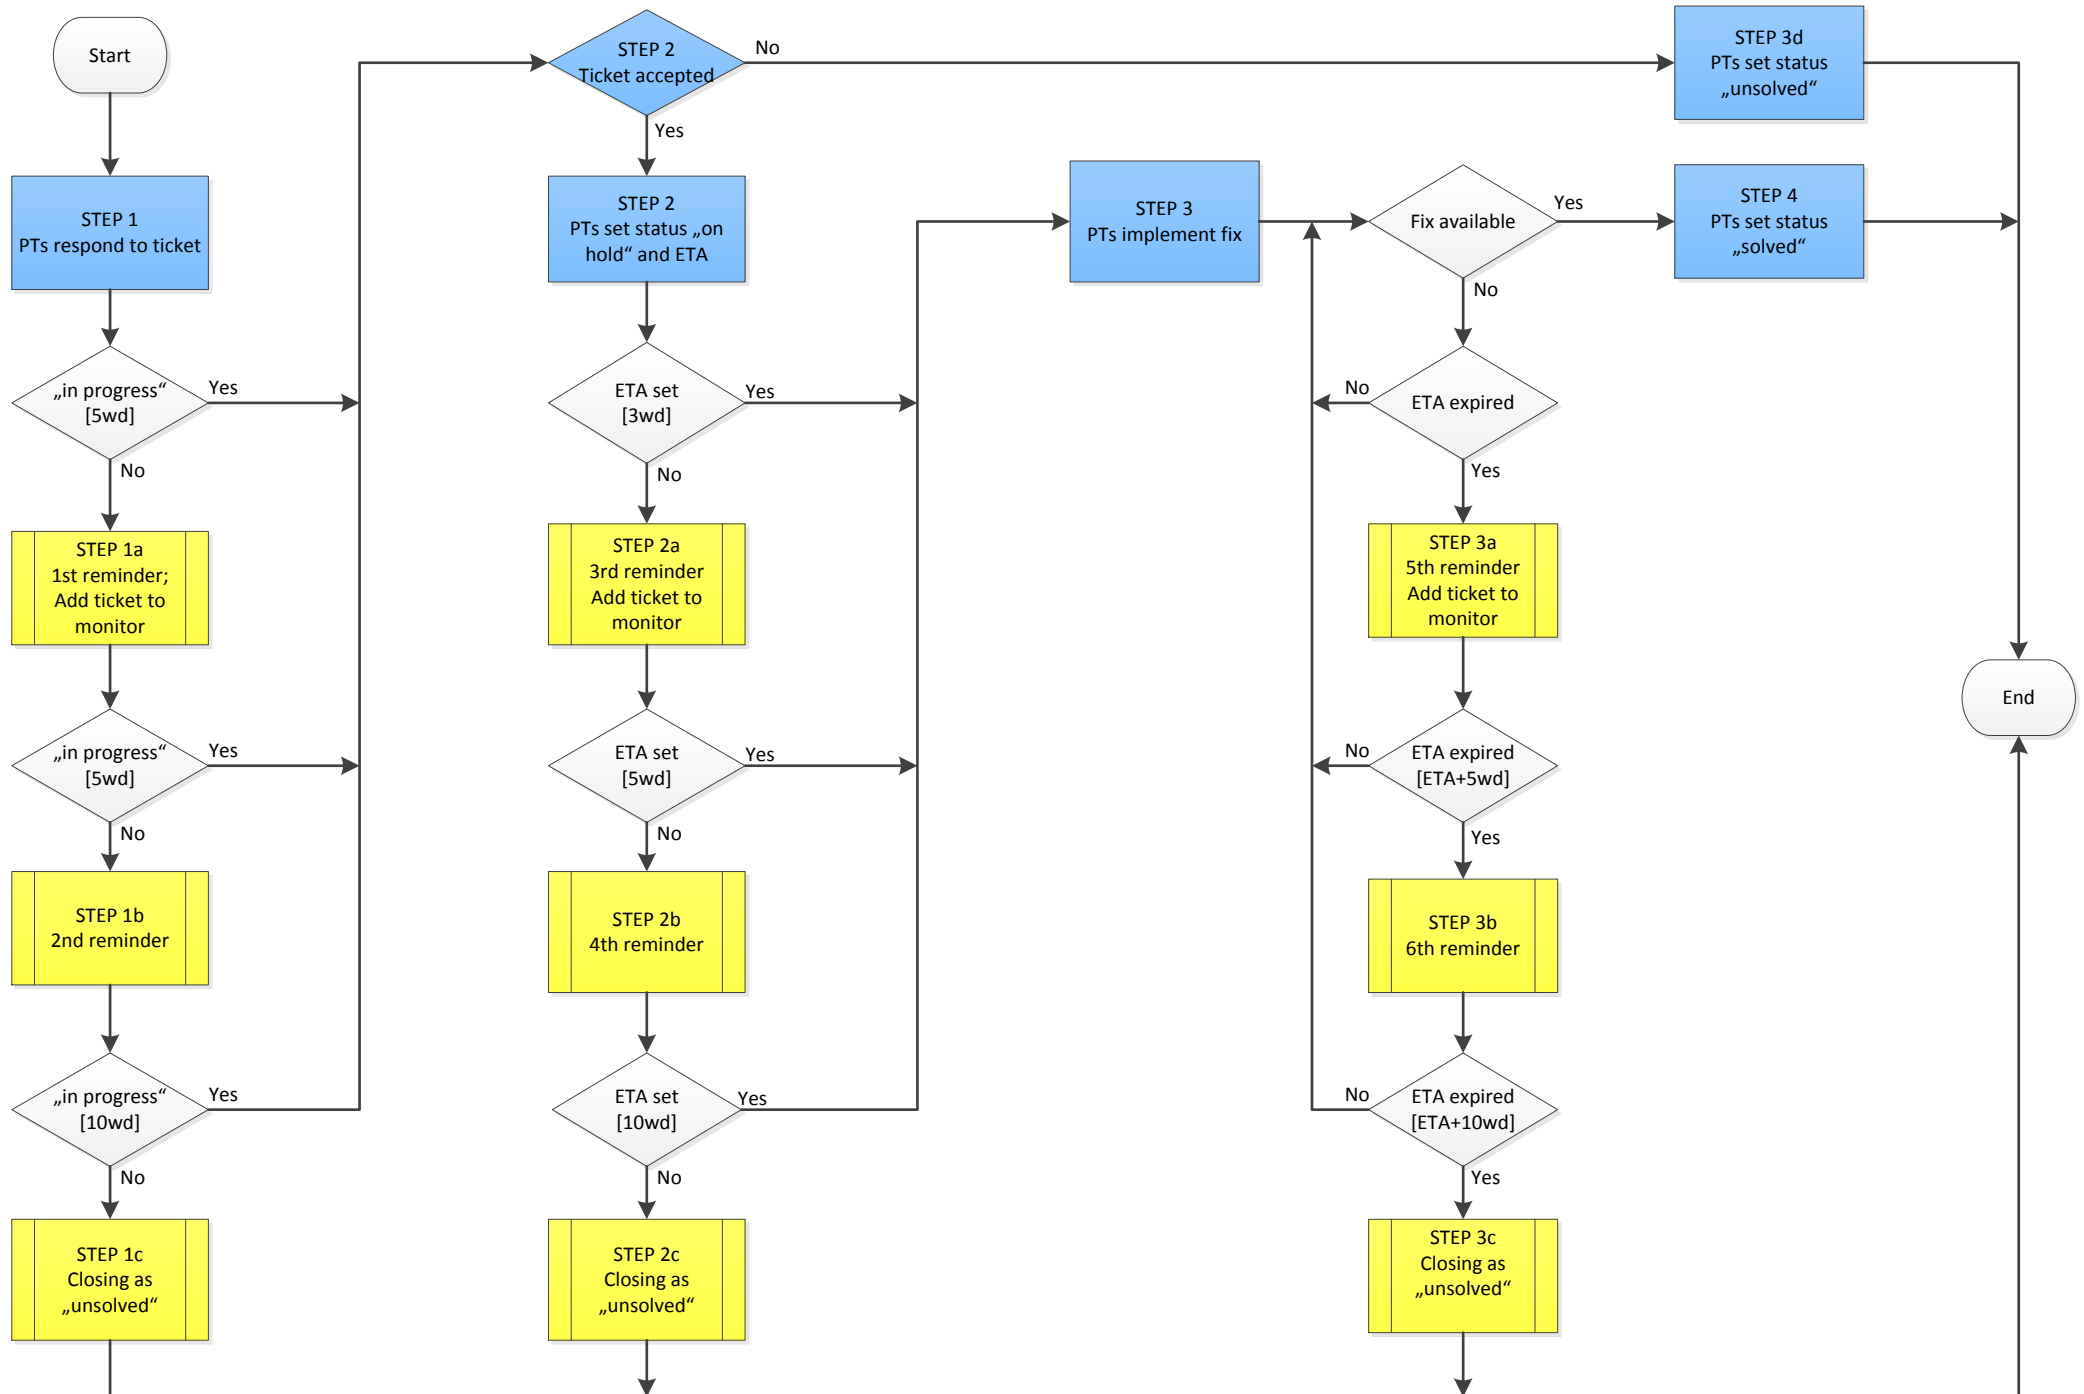 Start
STEP 1
PTs respond to ticket
„in progress“
[5wd]
Yes
No
STEP 1a
1st reminder;
Add ticket to
monitor
„in progress“
[5wd]
Yes
No
STEP 1b
2nd reminder
„in progress“
[10wd]
Yes
No
STEP 1c
Closing as
„unsolved“
STEP 2
Ticket accepted
No
Yes
STEP 2
PTs set status „on
hold“ and ETA
ETA set
[3wd]
Yes
No
STEP 2a
3rd reminder
Add ticket to
monitor
ETA set
[5wd]
Yes
No
STEP 2b
4th reminder
ETA set
[10wd]
Yes
No
STEP 2c
Closing as
„unsolved“
STEP 3
PTs implement fix
Fix available
Yes
No
ETA expired
No
Yes
STEP 3a
5th reminder
Add ticket to
monitor
ETA expired
[ETA+5wd]
No
Yes
STEP 3b
6th reminder
ETA expired
[ETA+10wd]
No
Yes
STEP 3c
Closing as
„unsolved“
STEP 3d
PTs set status
„unsolved“
STEP 4
PTs set status
„solved“
End